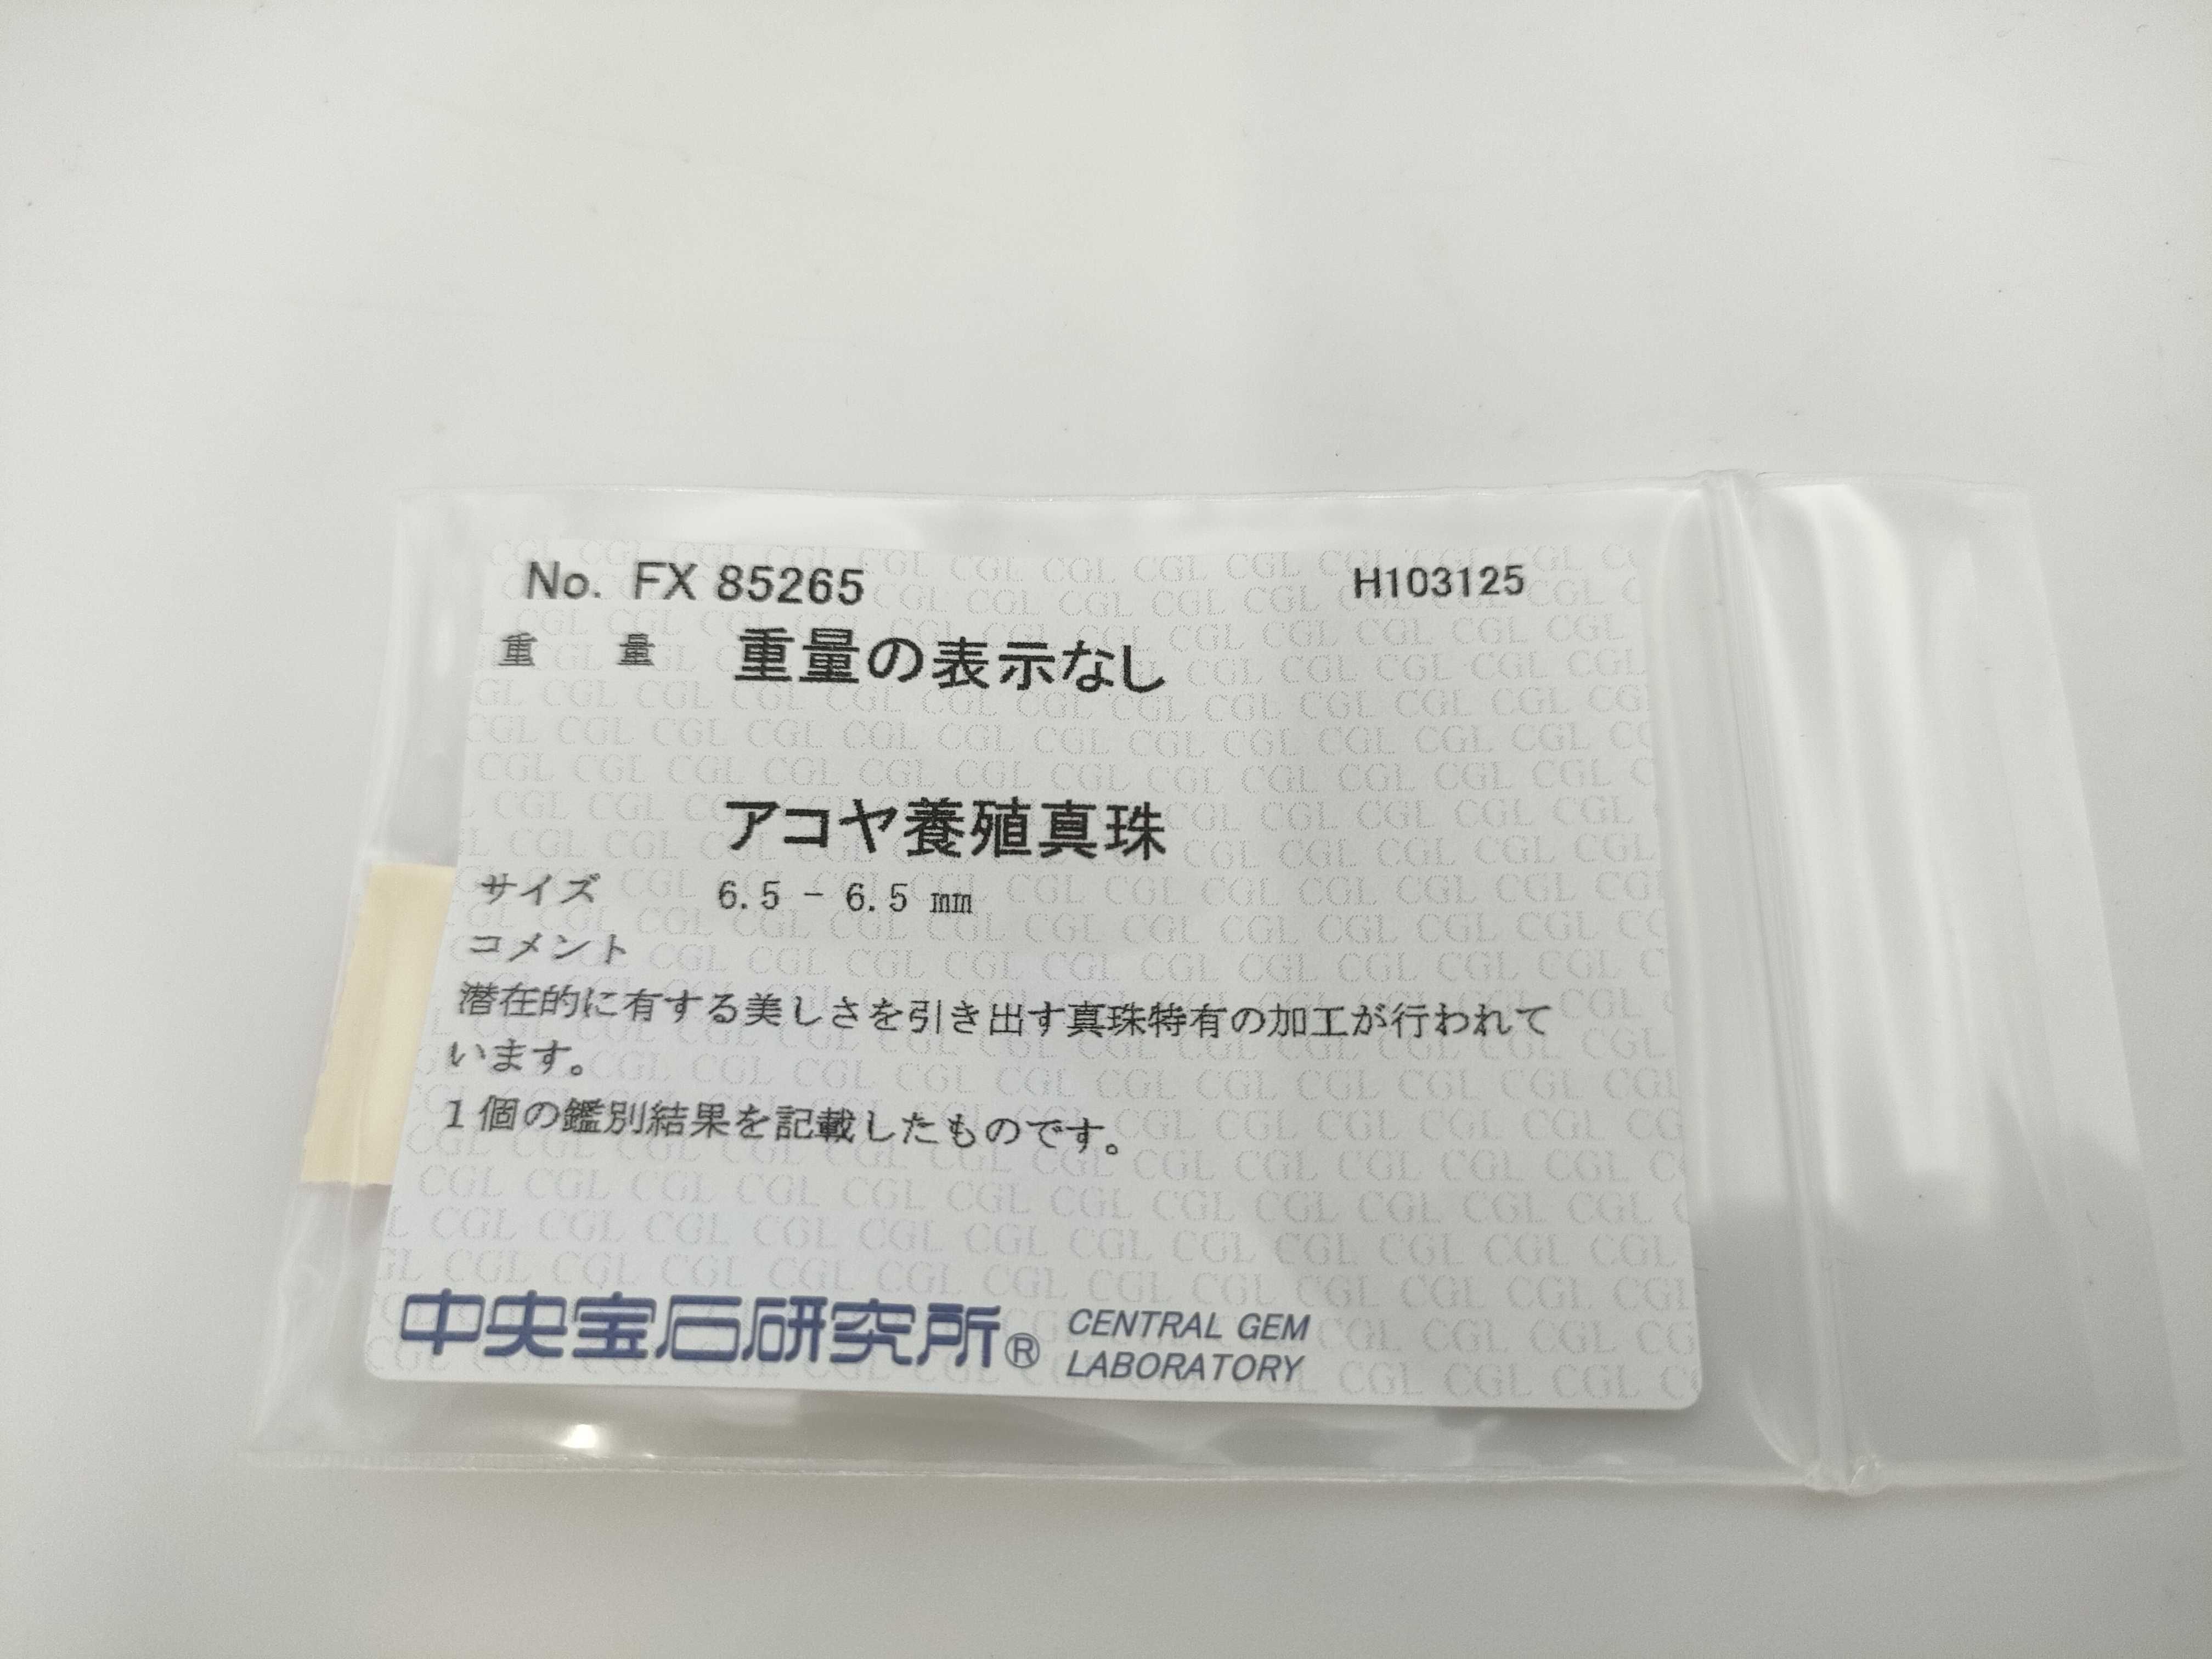 No. FX 85265 H103125
重 量 重量の表示なし
アコヤ養殖真珠
サイズ 6.5 - 6.5 mm
コメント
潜在的に有する美しさを引き出す真珠特有の加工が行われて
います。
1個の鑑別結果を記載したものです。
中央宝石研究所® CENTRAL GEM
LABORATORY